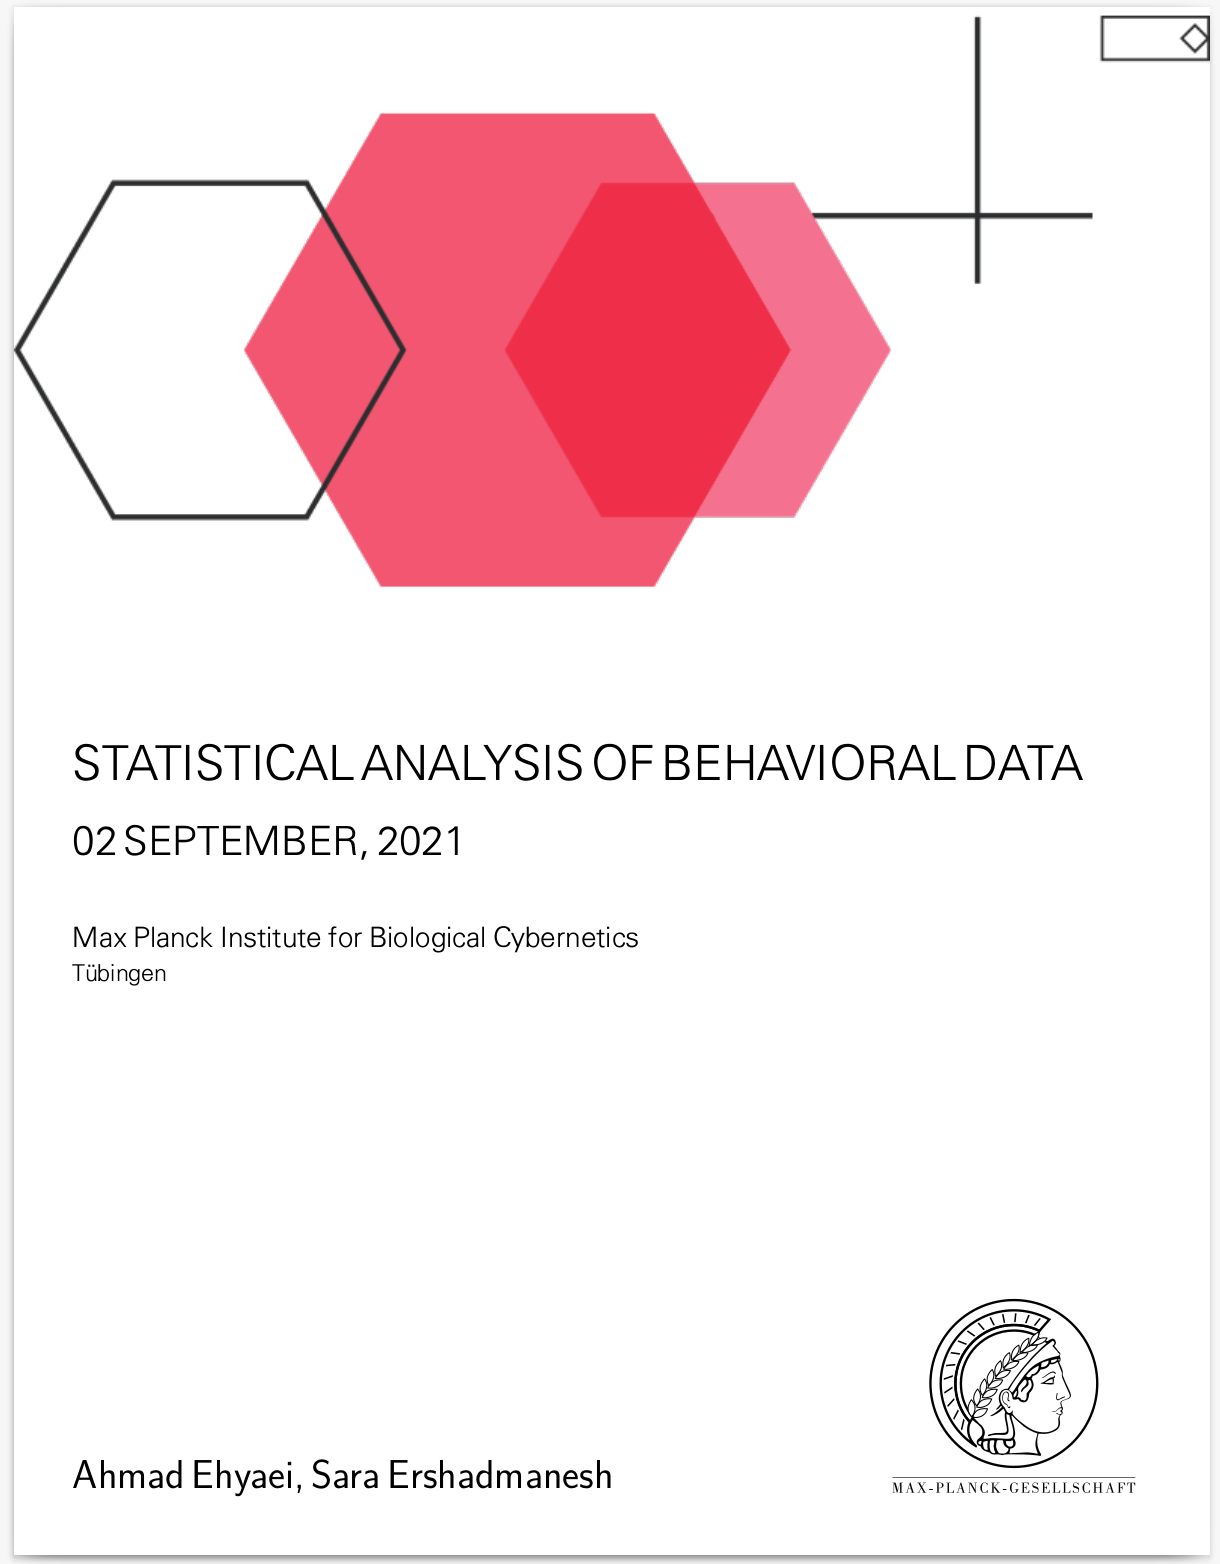 STATISTICAL ANALYSIS OF BEHAVIORAL DATA
02 SEPTEMBER, 2021
Max Planck Institute for Biological Cybernetics
Tübingen
Ahmad Ehyaei, Sara Ershadmanesh
MAX-PLANCK-GESELLSCHAFT